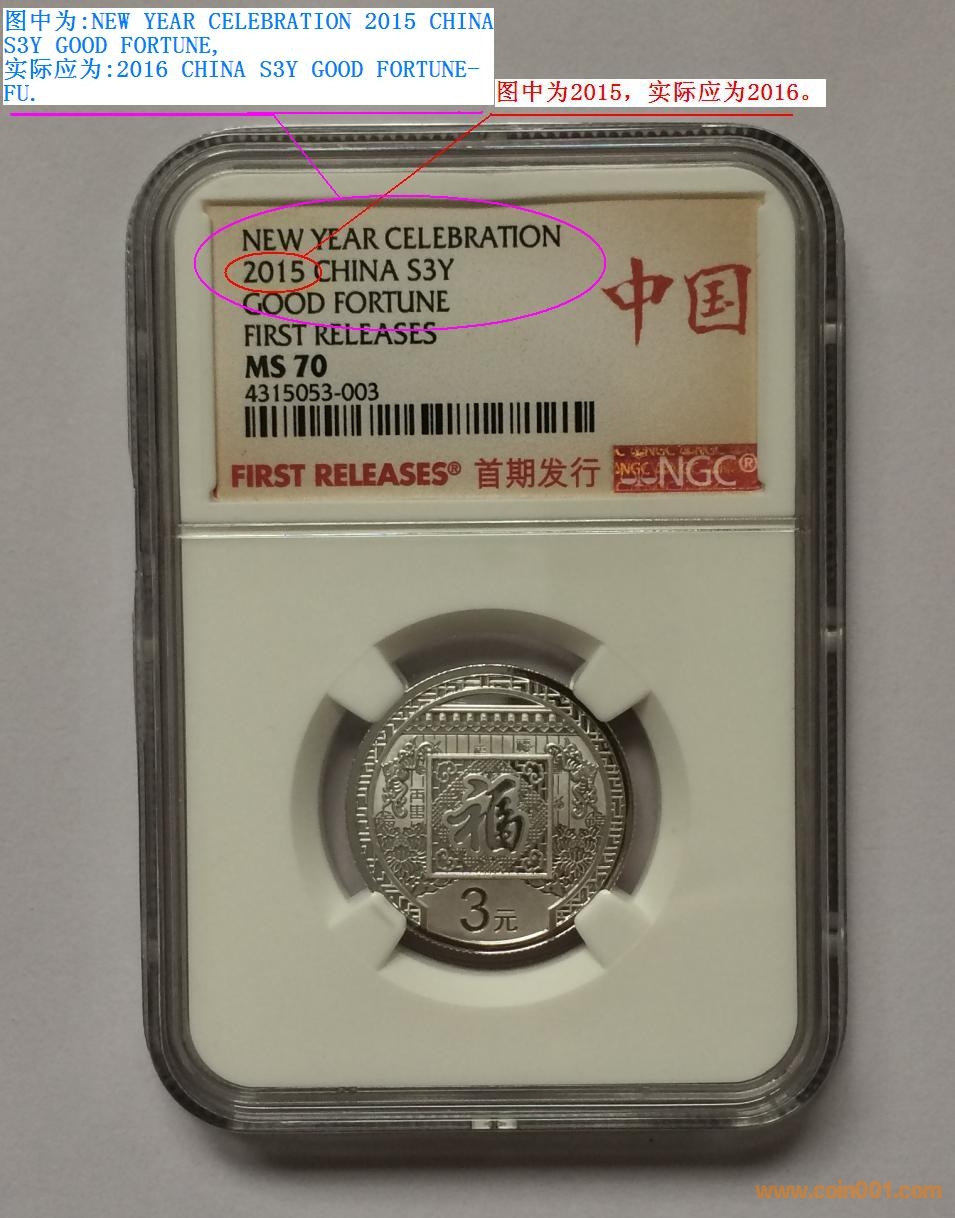 图中为:NEW YEAR CELEBRATION 2015 CHINA
S3Y GOOD FORTUNE,
实际应为:2016 CHINA S3Y GOOD FORTUNE-
FU.
图中为2015，实际应为2016。
NEW YEAR CELEBRATION
2015 CHINA S3Y
GOOD FORTUNE
FIRST RELEASES
MS 70
4315053-003
中国
FIRST RELEASES® 首期发行
NGC®
福
3元
www.coin001.com